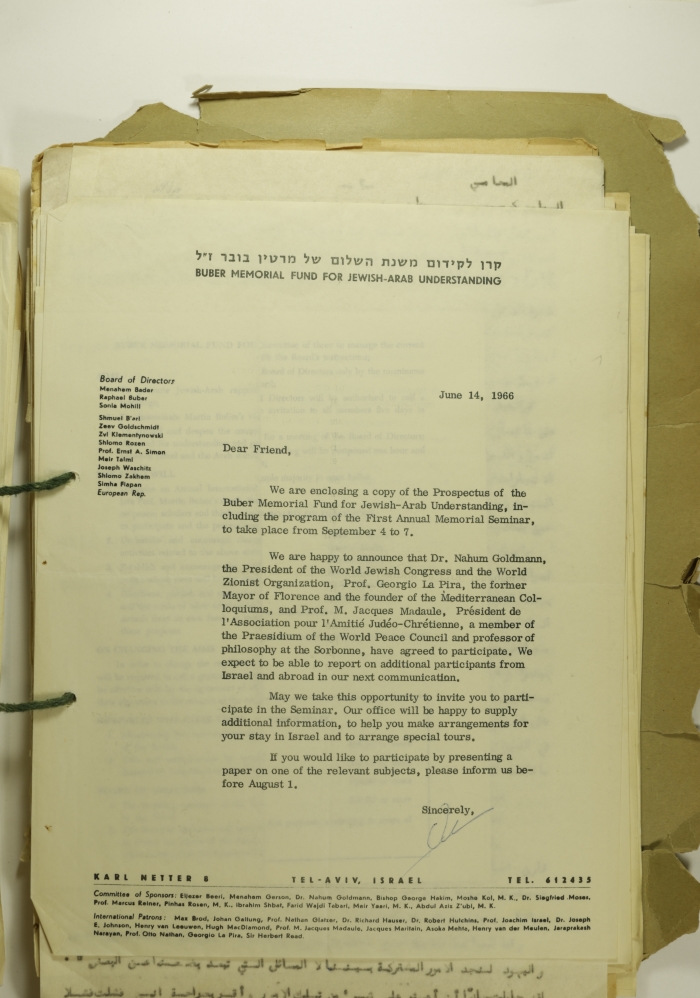 المحامي
קרן לקידום משנת השלום של מרטין בובר ז״ל
BUBER MEMORIAL FUND FOR JEWISH-ARAB UNDERSTANDING
Board of Directors
Menahem Bader
Raphael Buber
Sonia Mohill
Shmuel B'ari
Zeev Goldschmidt
Zvi Klementynowski
Shlomo Rozen
Prof. Ernst A. Simon
Meir Talmi
Joseph Waschitz
Shlomo Zakham
Simha Flapan
European Rep.
June 14, 1966
Dear Friend,
We are enclosing a copy of the Prospectus of the
Buber Memorial Fund for Jewish-Arab Understanding, in-
cluding the program of the First Annual Memorial Seminar,
to take place from September 4 to 7.
We are happy to announce that Dr. Nahum Goldmann,
the President of the World Jewish Congress and the World
Zionist Organization, Prof. Georgio La Pira, the former
Mayor of Florence and the founder of the Mediterranean Col-
loquiums, and Prof. M. Jacques Madaule, Président de
l'Association pour l'Amitié Judéo-Chrétienne, a member of
the Praesidium of the World Peace Council and professor of
philosophy at the Sorbonne, have agreed to participate. We
expect to be able to report on additional participants from
Israel and abroad in our next communication.
May we take this opportunity to invite you to parti-
cipate in the Seminar. Our office will be happy to supply
additional information, to help you make arrangements for
your stay in Israel and to arrange special tours.
If you would like to participate by presenting a
paper on one of the relevant subjects, please inform us be-
fore August 1.
Sincerely,
KARL NETTER 8 TEL-AVIV, ISRAEL TEL. 612435
Committee of Sponsors: Eliezer Beeri, Menahem Gerson, Dr. Nahum Goldmann, Bishop George Hakim, Moshe Kol, M. K., Dr. Siegfried Moses,
Prof. Marcus Reiner, Pinhas Rosen, M. K., Ibrahim Shbat, Farid Wajdi Tabari, Meir Yaari, M. K., Abdul Aziz Z'ubi, M. K.
International Patrons: Max Brod, Johan Galtung, Prof. Nathan Glatzer, Dr. Richard Hauser, Dr. Robert Hutchins, Prof. Joachim Israel, Dr. Joseph
E, Johnson, Henry van Leeuwen, Hugh MacDiamond, Prof. M. Jacques Madaule, Jacques Maritain, Asoka Mehta, Henry van der Meulen, Jeraprakash
Narayan, Prof. Otto Nathan, Georgio La Pira, Sir Herbert Read.